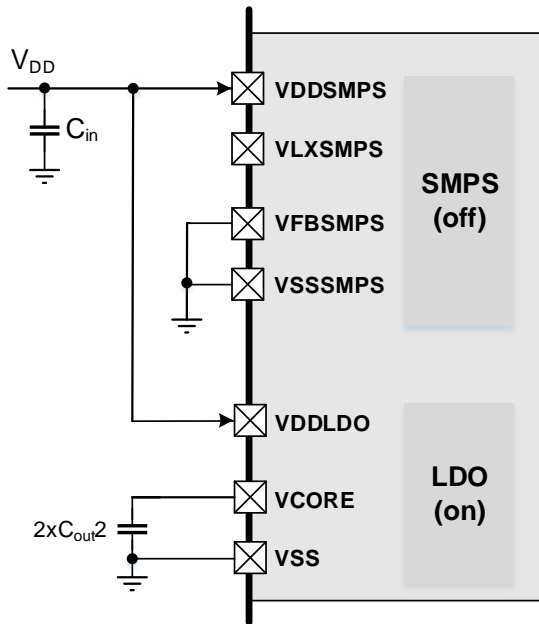 VDD
Cin
VDDSMPS
VLXSMPS
VFBSMPS
VSSSMPS
SMPS
(off)
VDDLDO
VCORE
VSS
LDO
(on)
2xCout2